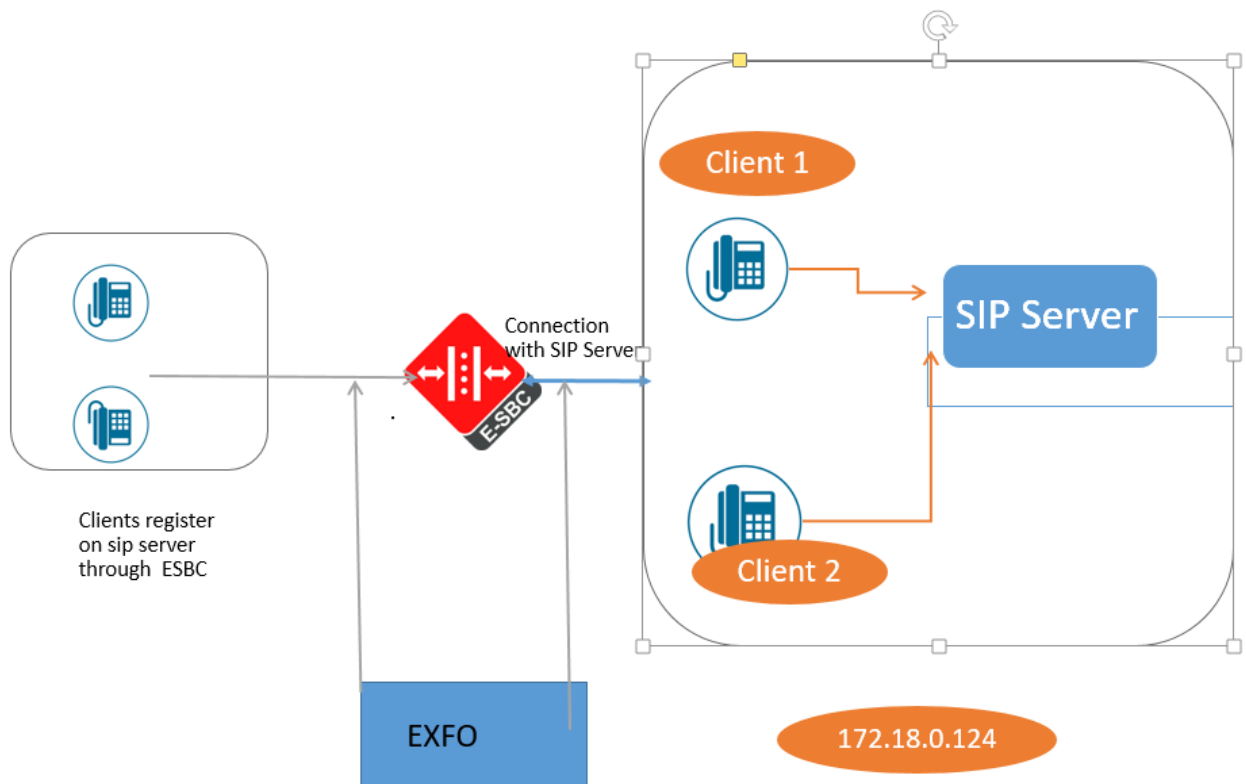 Client 1
SIP Server
Connection
with SIP Server
E-SBC
Clients register
on sip server
through ESBC
Client 2
EXFO
172.18.0.124